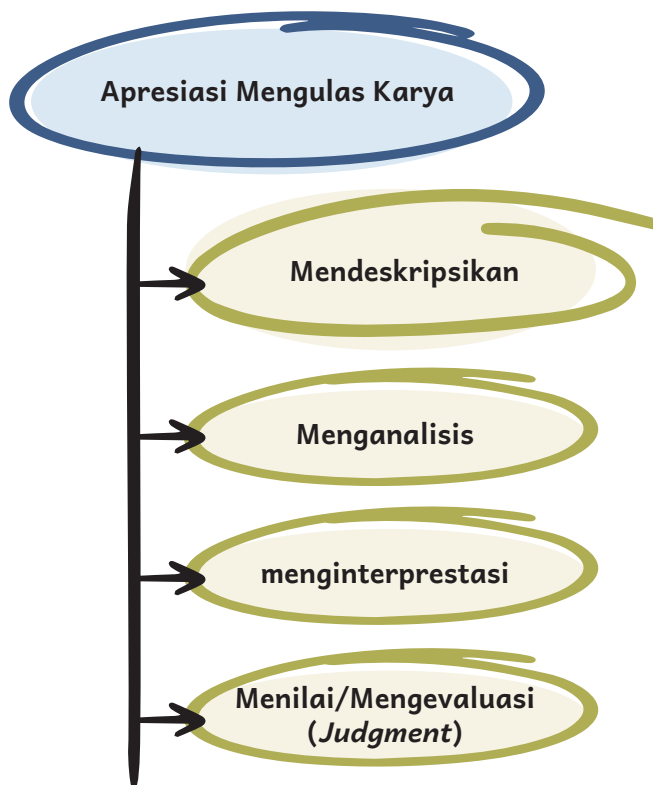 Apresiasi Mengulas Karya
Mendeskripsikan
Menganalisis
menginterprestasi
Menilai/Mengevaluasi
(Judgment)